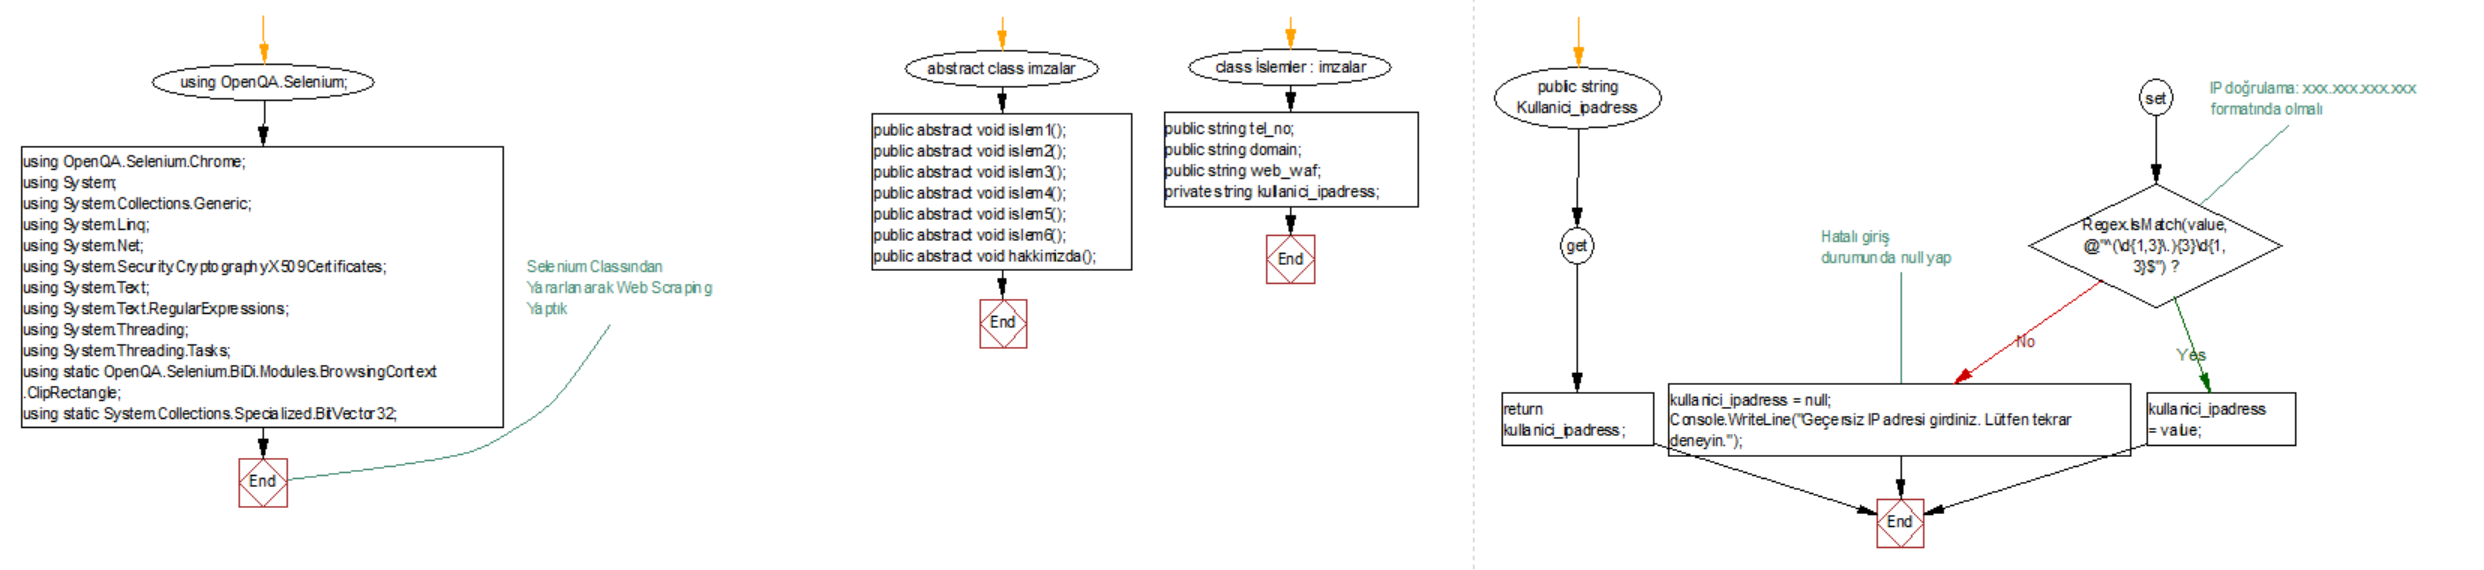 using OpenQA.Selenium;
using OpenQA.Selenium.Chrome;
using System;
using System.Collections.Generic;
using System.Linq;
using System.Net;
using System.Security.Cryptography.X509Certificates;
using System.Text;
using System.Text.RegularExpressions;
using System.Threading;
using System.Threading.Tasks;
using static OpenQA.Selenium.BiDi.Modules.BrowsingContext
.ClipRectangle;
using static System.Collections.Specialized.BitVector32;
End
Selenium Classından
Yararlanarak Web Scraping
Yaptık
abstract class imzalar
public abstract void islem1();
public abstract void islem2();
public abstract void islem3();
public abstract void islem4();
public abstract void islem5();
public abstract void islem6();
public abstract void hakkimizda();
End
class İslemler : imzalar
public string tel_no;
public string domain;
public string web_waf;
private string kullanici_ipadress;
End
public string
Kullanici_ipadress
get
return
kullanici_ipadress;
set
IP doğrulama: xxx.xxx.xxx.xxx
formatında olmalı
Regex.IsMatch(value,
@"^(\d{1,3}\.){3}\d{1,
3}$") ?
Hatalı giriş
durumunda null yap
No
Yes
kullanici_ipadress = null;
Console.WriteLine("Geçersiz IP adresi girdiniz. Lütfen tekrar
deneyin.");
kullanici_ipadress
= value;
End